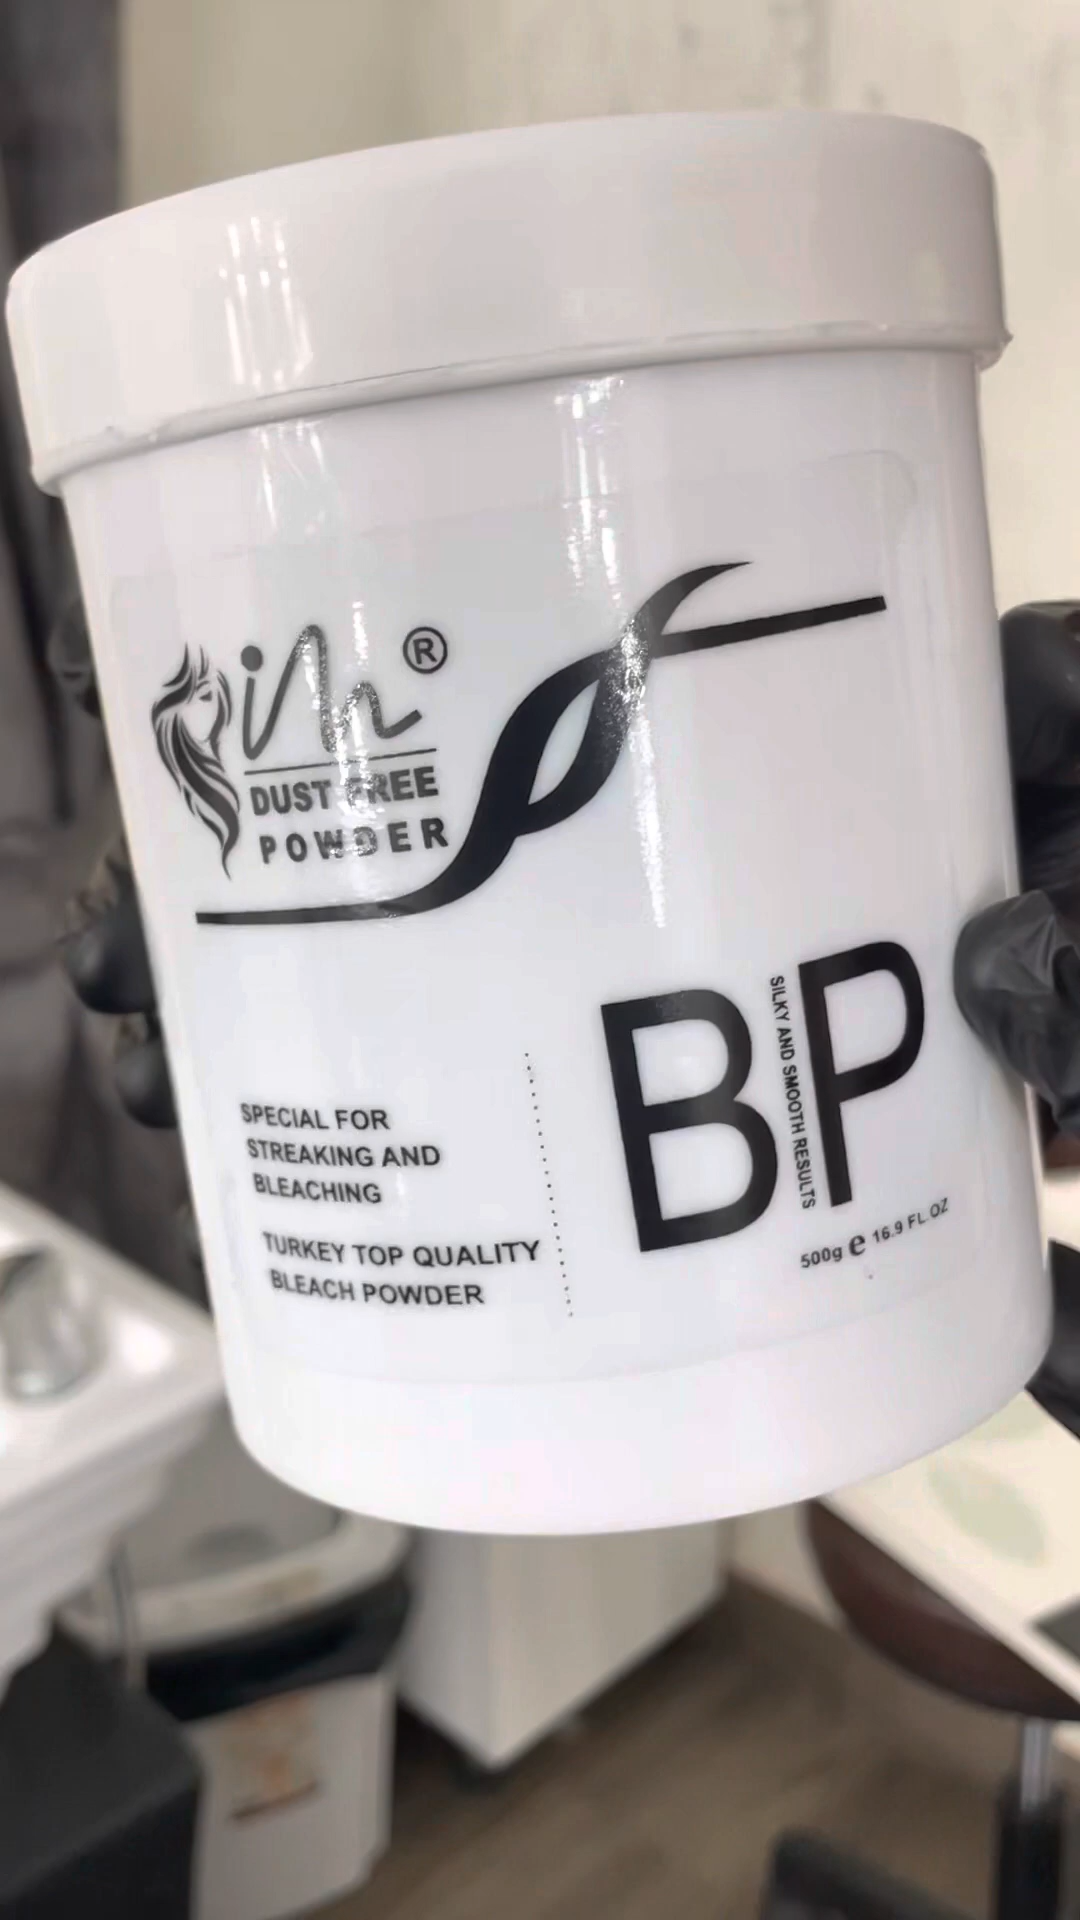 im ®
DUST FREE
POWDER
SPECIAL FOR
STREAKING AND
BLEACHING
TURKEY TOP QUALITY
BLEACH POWDER
BP
SILKY AND SMOOTH RESULTS
500g e 16.9 FL.OZ